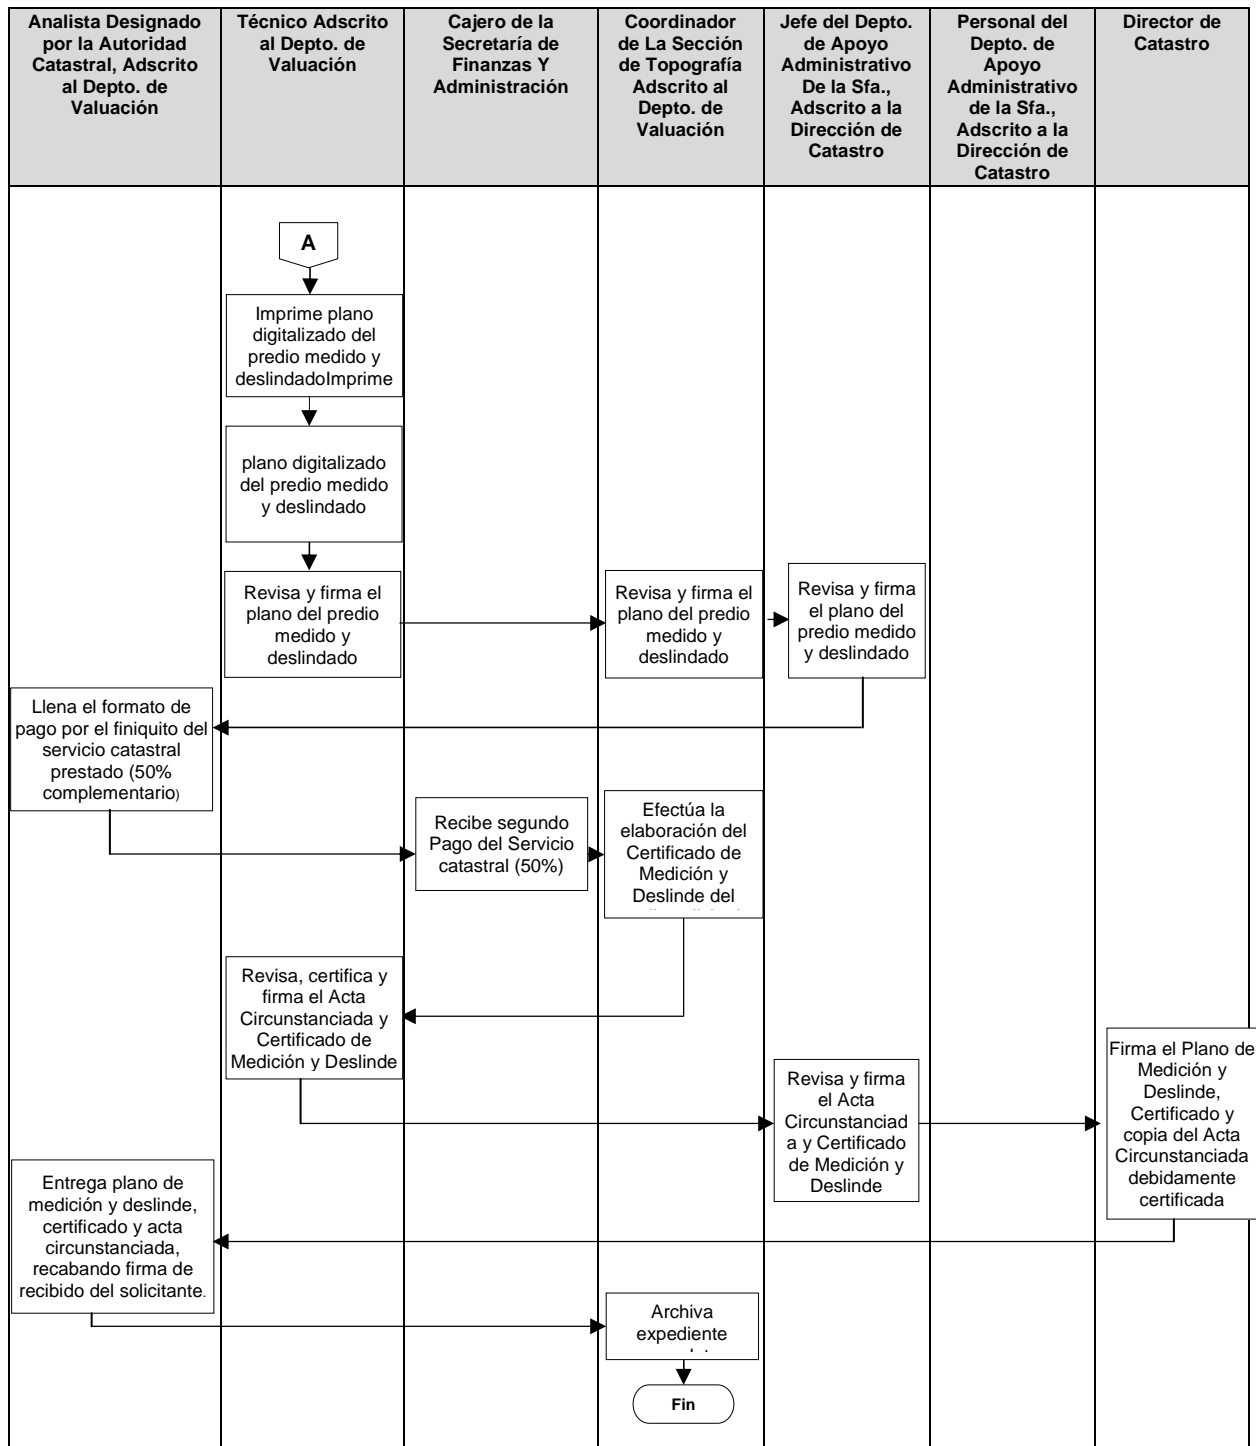 Analista Designado
por la Autoridad
Catastral, Adscrito
al Depto. de
Valuación
Técnico Adscrito
al Depto. de
Valuación
Cajero de la
Secretaría de
Finanzas Y
Administración
Coordinador
de La Sección
de Topografía
Adscrito al
Depto. de
Valuación
Jefe del Depto.
de Apoyo
Administrativo
De la Sfa.,
Adscrito a la
Dirección de
Catastro
Personal del
Depto. de
Apoyo
Administrativo
de la Sfa.,
Adscrito a la
Dirección de
Catastro
Director de
Catastro
A
Imprime plano
digitalizado del
predio medido y
deslindadoImprime
plano digitalizado
del predio medido
y deslindado
Revisa y firma el
plano del predio
medido y
deslindado
Revisa y firma el
plano del predio
medido y
deslindado
Revisa y firma
el plano del
predio medido
y deslindado
Llena el formato de
pago por el finiquito del
servicio catastral
prestado (50%
complementario)
Recibe segundo
Pago del Servicio
catastral (50%)
Efectúa la
elaboración del
Certificado de
Medición y
Deslinde del
Revisa, certifica y
firma el Acta
Circunstanciada y
Certificado de
Medición y Deslinde
Revisa y firma
el Acta
Circunstanciad
a y Certificado
de Medición y
Deslinde
Firma el Plano de
Medición y
Deslinde,
Certificado y
copia del Acta
Circunstanciada
debidamente
certificada
Entrega plano de
medición y deslinde,
certificado y acta
circunstanciada,
recabando firma de
recibido del solicitante.
Archiva
expediente
Fin